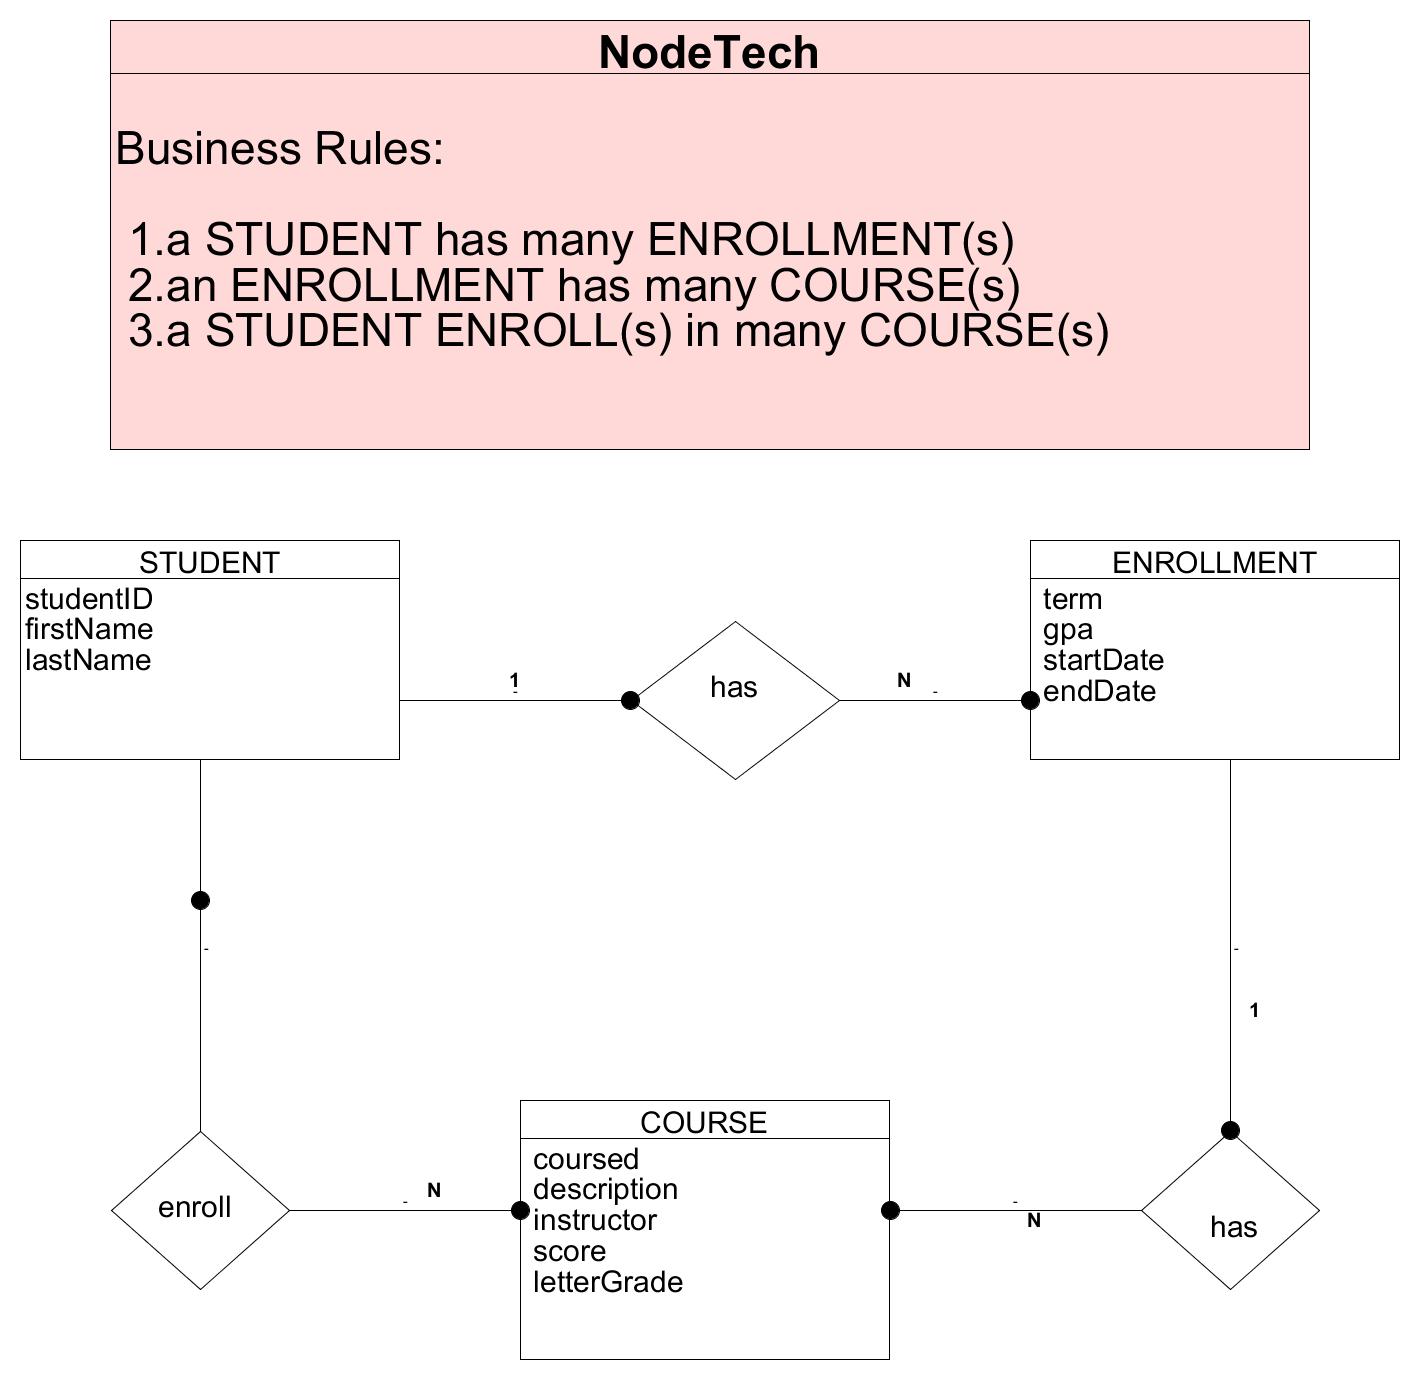 NodeTech
Business Rules:
1.a STUDENT has many ENROLLMENT(s)
2.an ENROLLMENT has many COURSE(s)
3.a STUDENT ENROLL(s) in many COURSE(s)
STUDENT
studentID
firstName
lastName
1
-
has
N
-
ENROLLMENT
term
gpa
startDate
endDate
-
-
1
enroll
-
N
COURSE
coursed
description
instructor
score
letterGrade
-
N
has